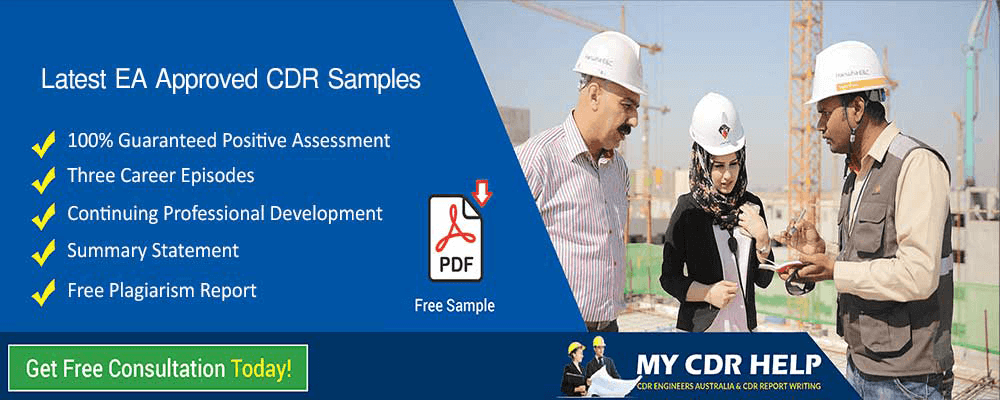 Latest EA Approved CDR Samples
100% Guaranteed Positive Assessment
Three Career Episodes
Continuing Professional Development
Summary Statement
Free Plagiarism Report
PDF
Free Sample
Get Free Consultation Today!
MY CDR HELP
CDR ENGINEERS AUSTRALIA & CDR REPORT WRITING